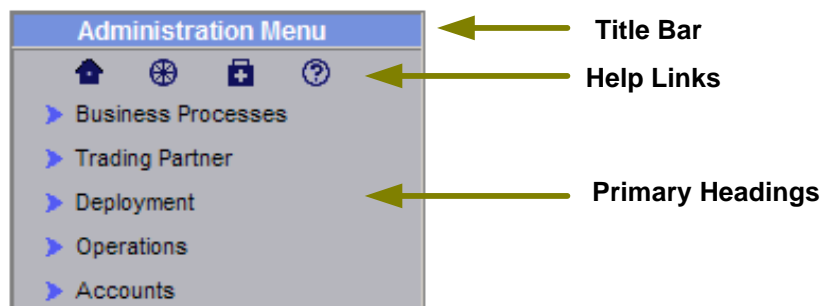 Administration Menu
Title Bar
Help Links
Business Processes
Trading Partner
Deployment
Primary Headings
Operations
Accounts